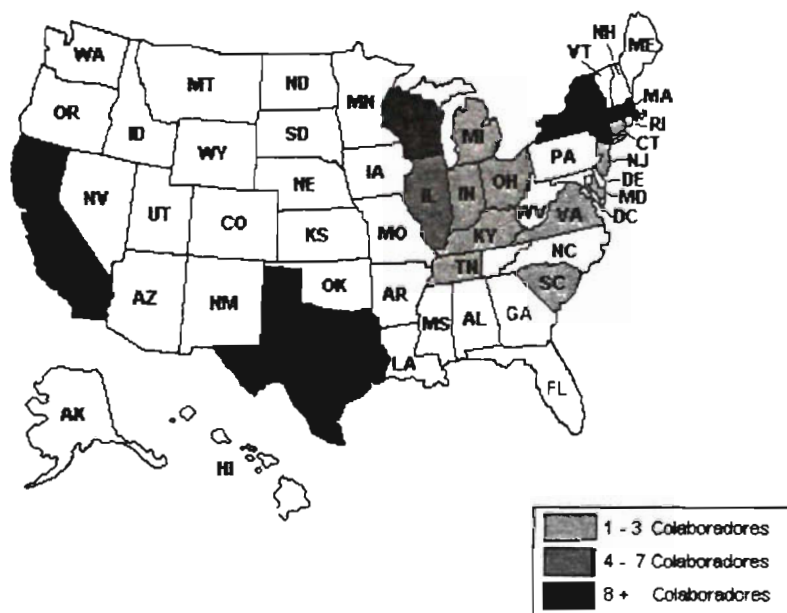 NH
ME
VT
WA
MT
ND
MN
MA
OR
RI
ID
SD
MI
CT
WY
PA
NJ
IA
OH
DE
NE
IL
IN
MD
NV
WV
VA
DC
UT
CO
KS
MO
KY
NC
TN
OK
SC
AZ
NM
AR
MS
AL
GA
LA
FL
AK
HI
1 - 3 Colaboradores
4 - 7 Colaboradores
8 + Colaboradores